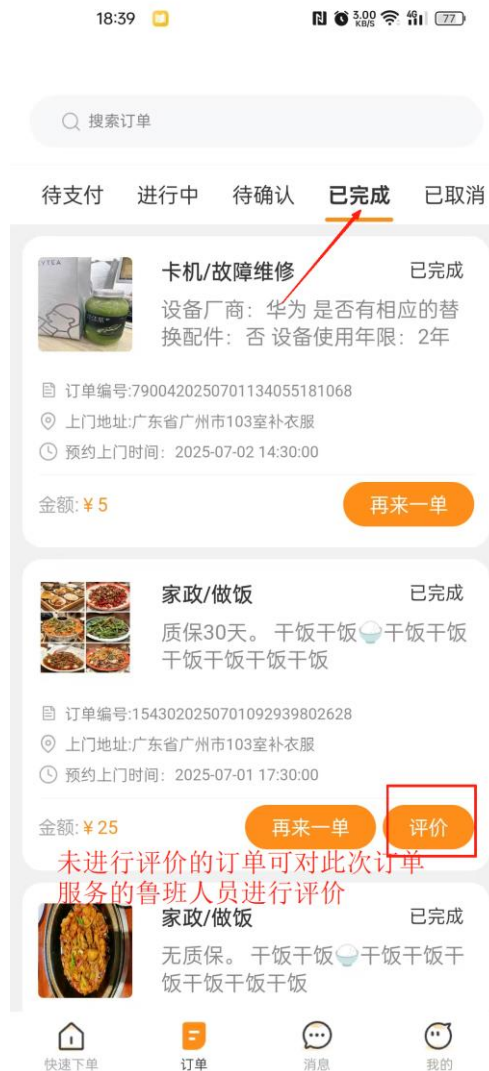 18:39 3.00 KB/S 4G 77
搜索订单
待支付 进行中 待确认 已完成 已取消
卡机/故障维修 已完成
设备厂商：华为 是否有相应的替
换配件：否 设备使用年限：2年
订单编号:79004202507011340551810​68
上门地址:广东省广州市103室补衣服
预约上门时间：2025-07-02 14:30:00
金额:￥5 再来一单
家政/做饭 已完成
质保30天。 干饭干饭🍚干饭干饭
干饭干饭干饭干饭
订单编号:1543020250701092939802628
上门地址:广东省广州市103室补衣服
预约上门时间：2025-07-01 17:30:00
金额:￥25 再来一单 评价
未进行评价的订单可对此次订单
服务的鲁班人员进行评价
家政/做饭 已完成
无质保。 干饭干饭🍚干饭干
饭干饭干饭干饭
快速下单 订单 消息 我的